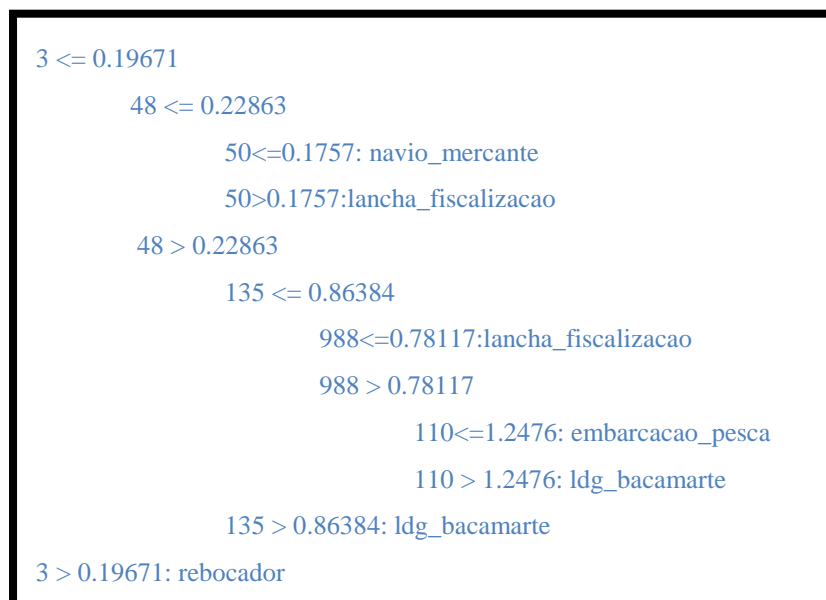 3 <= 0.19671
48 <= 0.22863
50<=0.1757: navio_mercante
50>0.1757:lancha_fiscalizacao
48 > 0.22863
135 <= 0.86384
988<=0.78117:lancha_fiscalizacao
988 > 0.78117
110<=1.2476: embarcacao_pesca
110 > 1.2476: ldg_bacamarte
135 > 0.86384: ldg_bacamarte
3 > 0.19671: rebocador